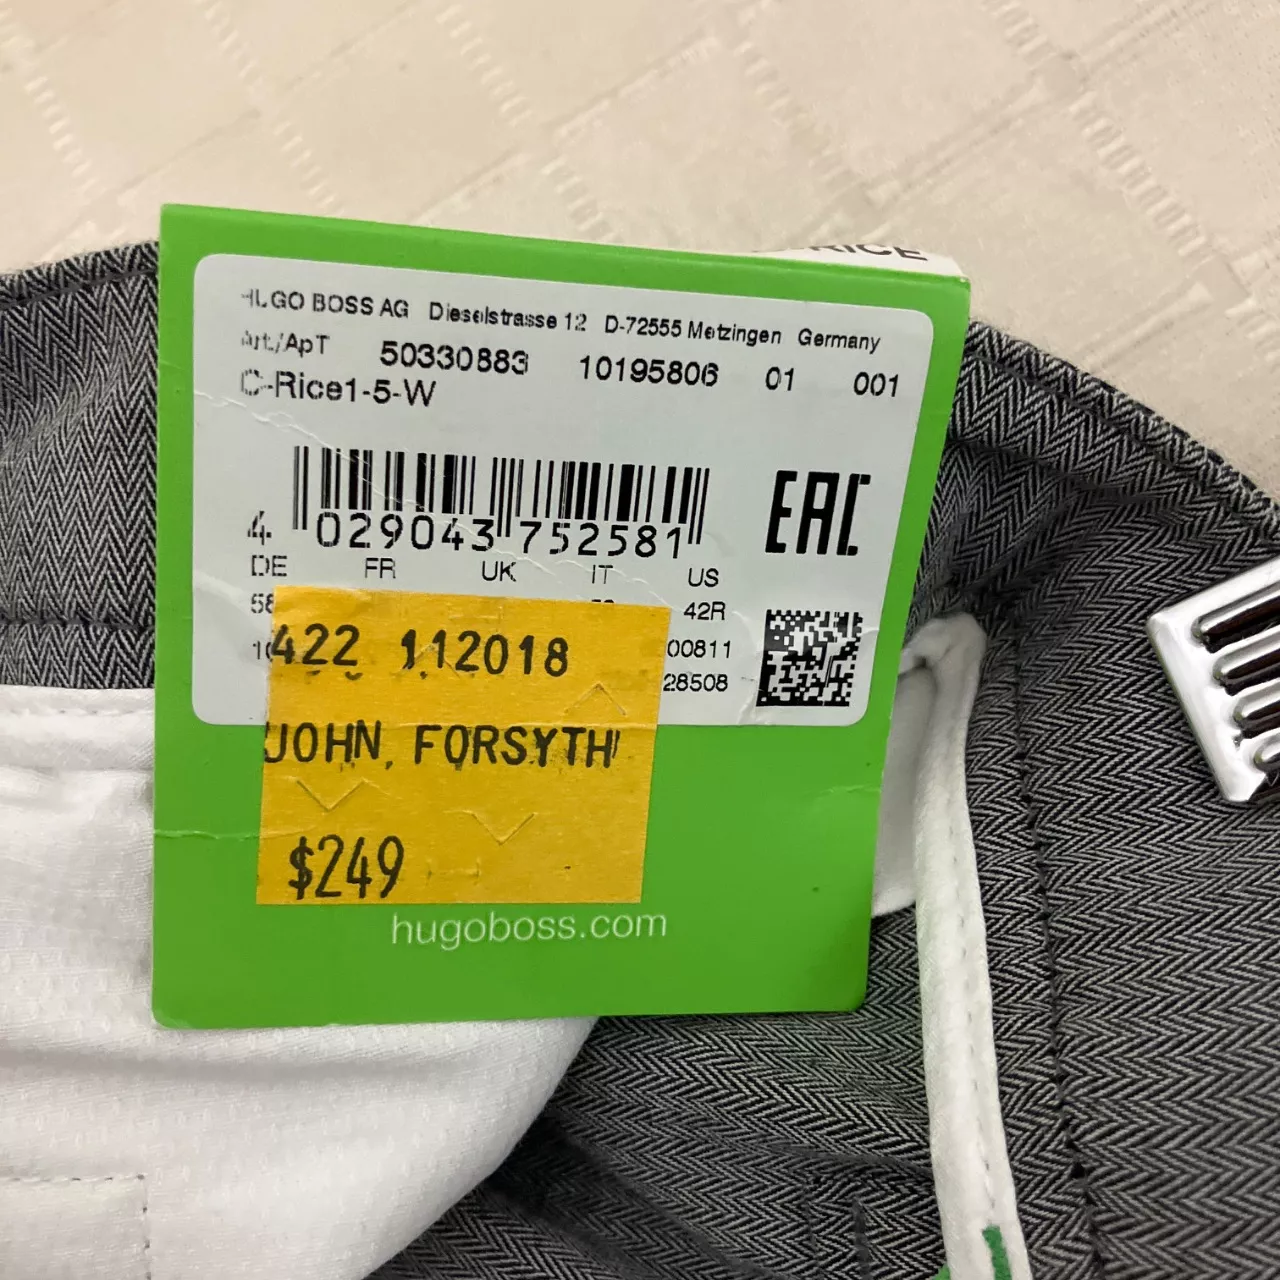 RICE
HUGO BOSS AG Dieselstrasse 12 D-72555 Metzingen Germany
Art./АрТ 50330883 10195806 01 001
C-Rice1-5-W
4 029043 752581
EAC
DE FR UK IT US
58 42R
422 112018 00811
28508
JOHN FORSYTH
$249
hugoboss.com